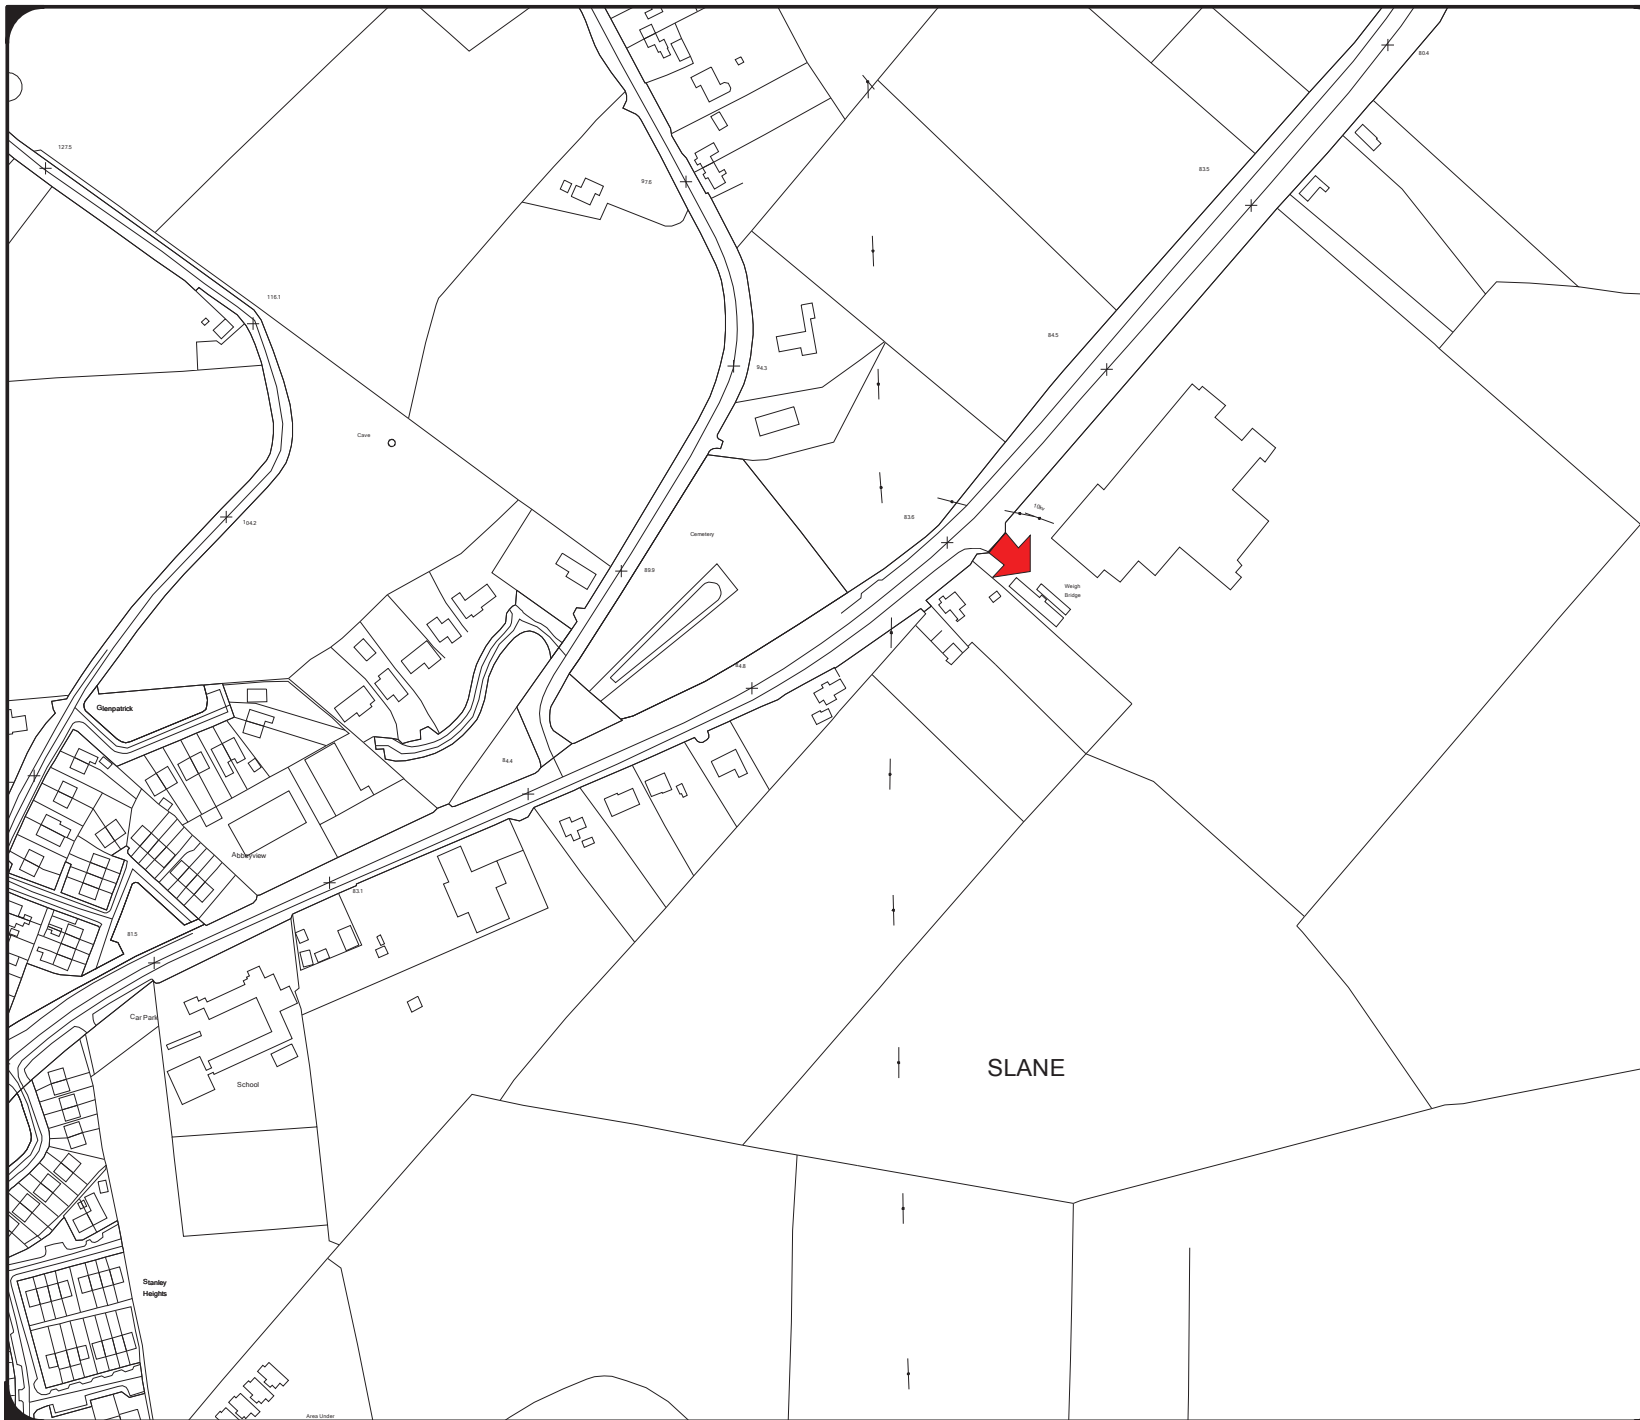 80.4
127.5
97.6
83.5
116.1
84.5
94.3
Cave
104.2
83.6
10kv
Cemetery
89.9
Weigh
Bridge
84.8
Glenpatrick
84.4
Abbeyview
83.1
81.5
Car Park
School
SLANE
Stanley
Heights
Area Under